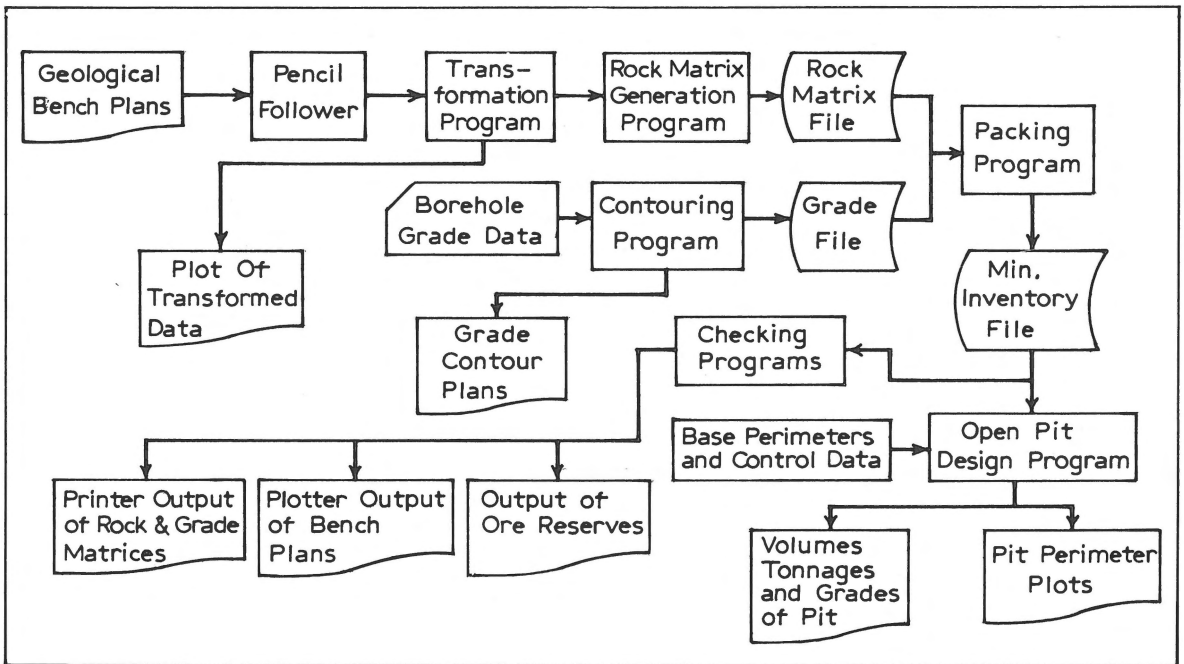 Geological
Bench Plans
Pencil
Follower
Trans-
formation
Program
Rock Matrix
Generation
Program
Rock
Matrix
File
Packing
Program
Borehole
Grade Data
Contouring
Program
Grade
File
Plot Of
Transformed
Data
Min.
Inventory
File
Grade
Contour
Plans
Checking
Programs
Base Perimeters
and Control Data
Open Pit
Design Program
Printer Output
of Rock & Grade
Matrices
Plotter Output
of Bench
Plans
Output of
Ore Reserves
Volumes
Tonnages
and Grades
of Pit
Pit Perimeter
Plots